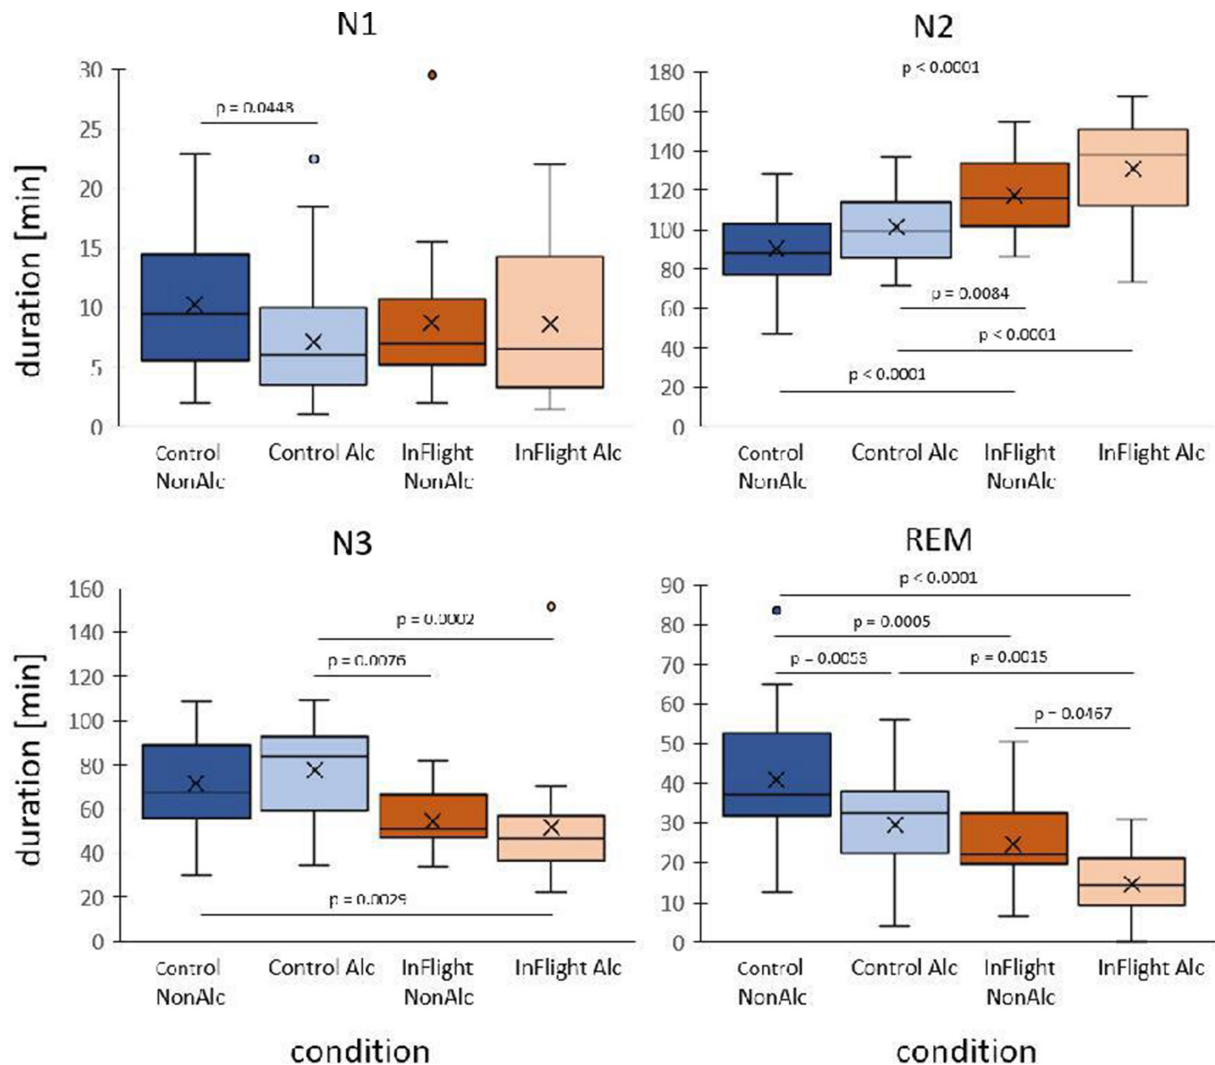 N1
30
25
20
15
10
5
0
duration [min]
p = 0.0448
Control NonAlc
Control Alc
InFlight NonAlc
InFlight Alc
N2
180
160
140
120
100
80
60
40
20
0
p < 0.0001
p = 0.0084
p < 0.0001
p < 0.0001
Control NonAlc
Control Alc
InFlight NonAlc
InFlight Alc
N3
160
140
120
100
80
60
40
20
0
duration [min]
p = 0.0002
p = 0.0076
p = 0.0029
Control NonAlc
Control Alc
InFlight NonAlc
InFlight Alc
condition
REM
90
80
70
60
50
40
30
20
10
0
p < 0.0001
p = 0.0005
p = 0.0053
p = 0.0015
p = 0.0467
Control NonAlc
Control Alc
InFlight NonAlc
InFlight Alc
condition